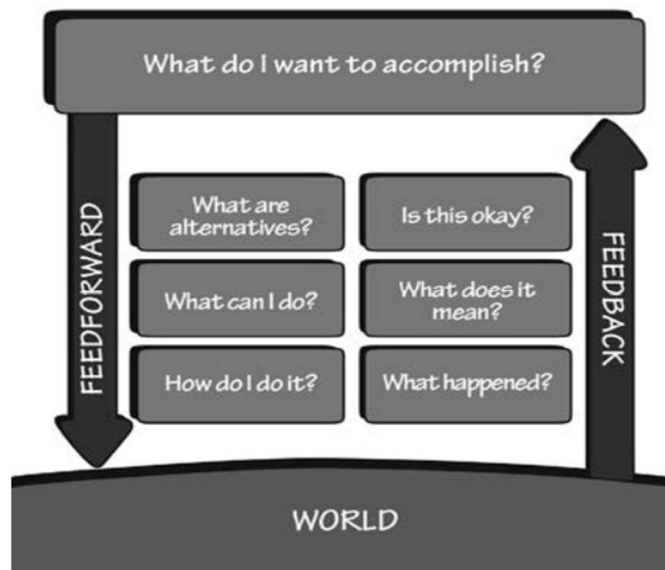 What do I want to accomplish?
FEEDFORWARD
What are
alternatives?
What can I do?
How do I do it?
Is this okay?
What does it
mean?
What happened?
FEEDBACK
WORLD